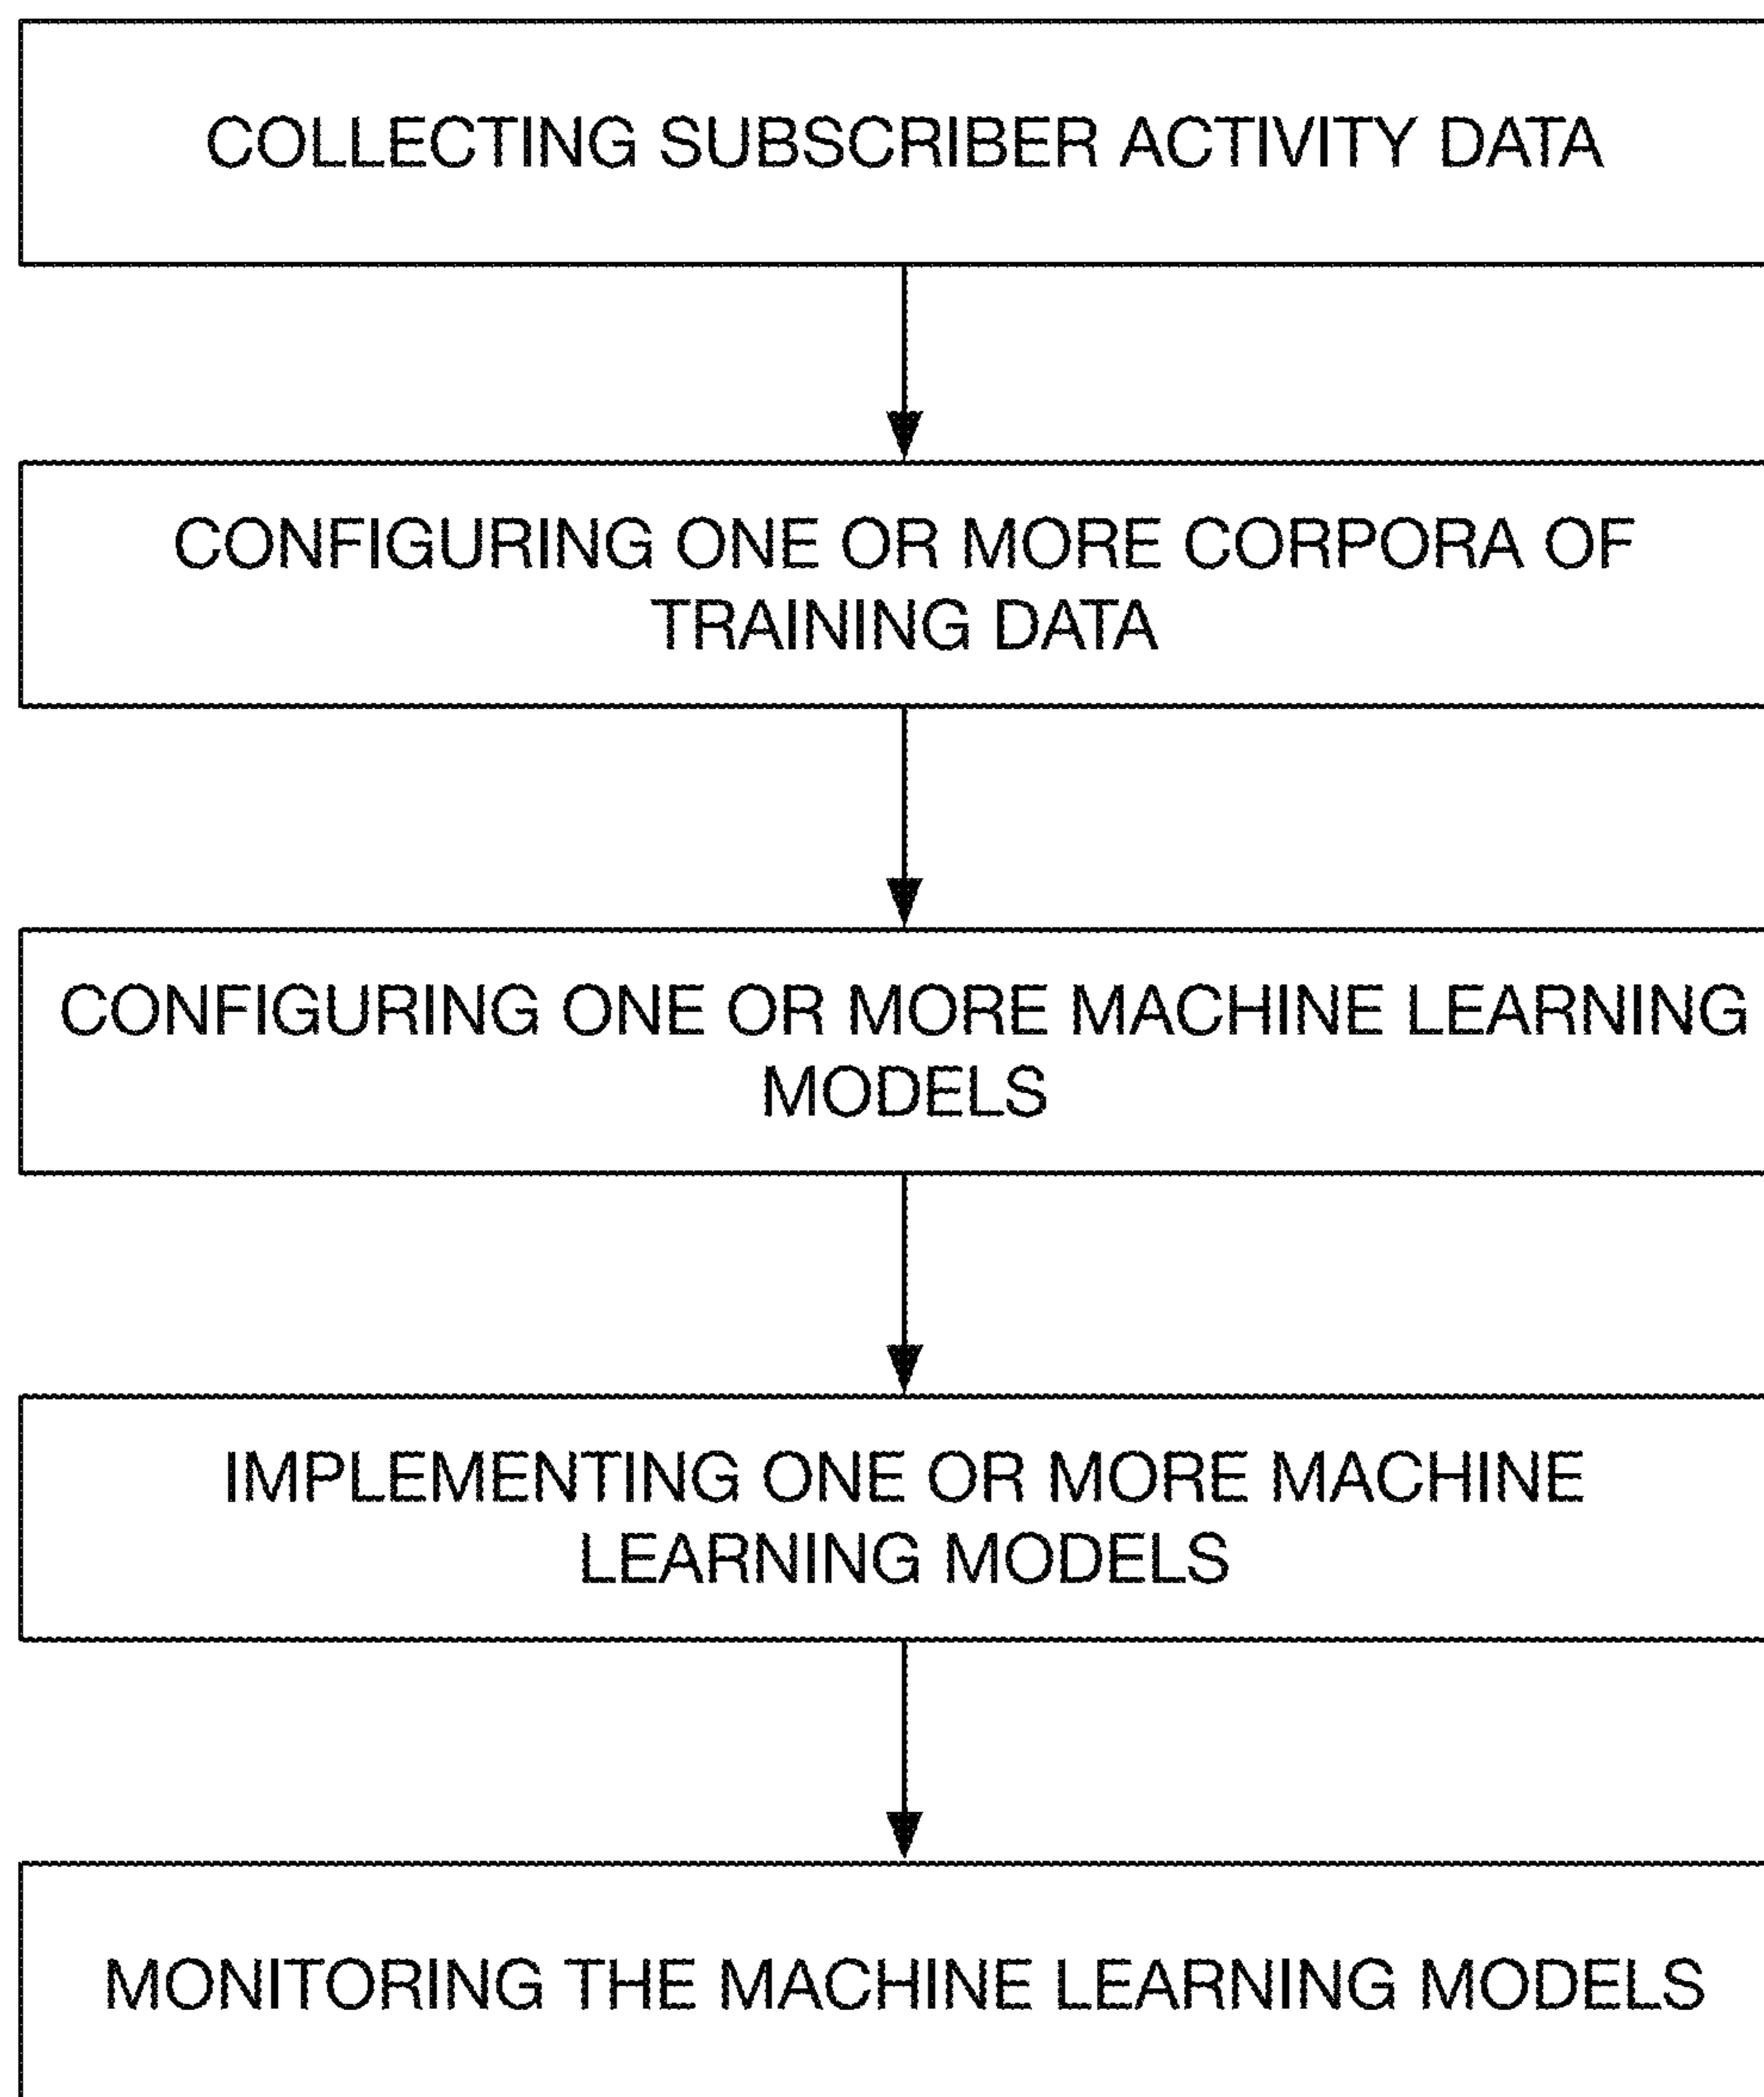 COLLECTING SUBSCRIBER ACTIVITY DATA
CONFIGURING ONE OR MORE CORPORA OF
TRAINING DATA
CONFIGURING ONE OR MORE MACHINE LEARNING
MODELS
IMPLEMENTING ONE OR MORE MACHINE
LEARNING MODELS
MONITORING THE MACHINE LEARNING MODELS